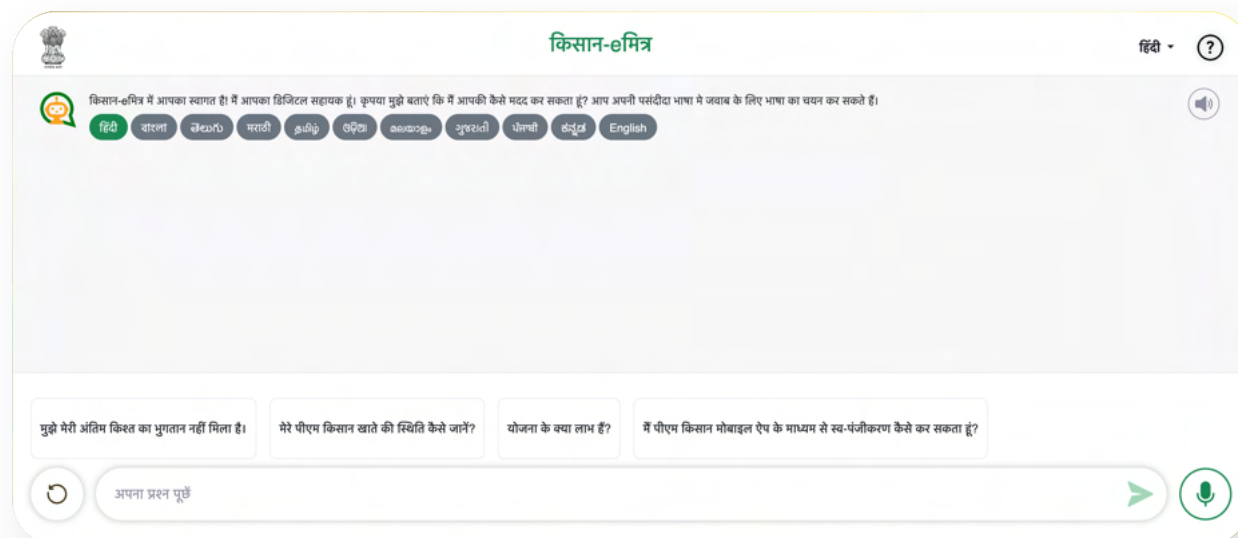 किसान-eमित्र
हिंदी
?
किसान-eमित्र में आपका स्वागत है! मैं आपका डिजिटल सहायक हूं। कृपया मुझे बताएं कि मैं आपकी कैसे मदद कर सकता हूं? आप अपनी पसंदीदा भाषा मे जवाब के लिए भाषा का चयन कर सकते हैं।
हिंदी বাংলা తెలుగు मराठी தமிழ் ଓଡ଼ିଆ മലയാളം ગુજરાતી ਪੰਜਾਬੀ ಕನ್ನಡ English
मुझे मेरी अंतिम किश्त का भुगतान नहीं मिला है। मेरे पीएम किसान खाते की स्थिति कैसे जानें? योजना के क्या लाभ हैं? मैं पीएम किसान मोबाइल ऐप के माध्यम से स्व-पंजीकरण कैसे कर सकता हूं?
अपना प्रश्न पूछें